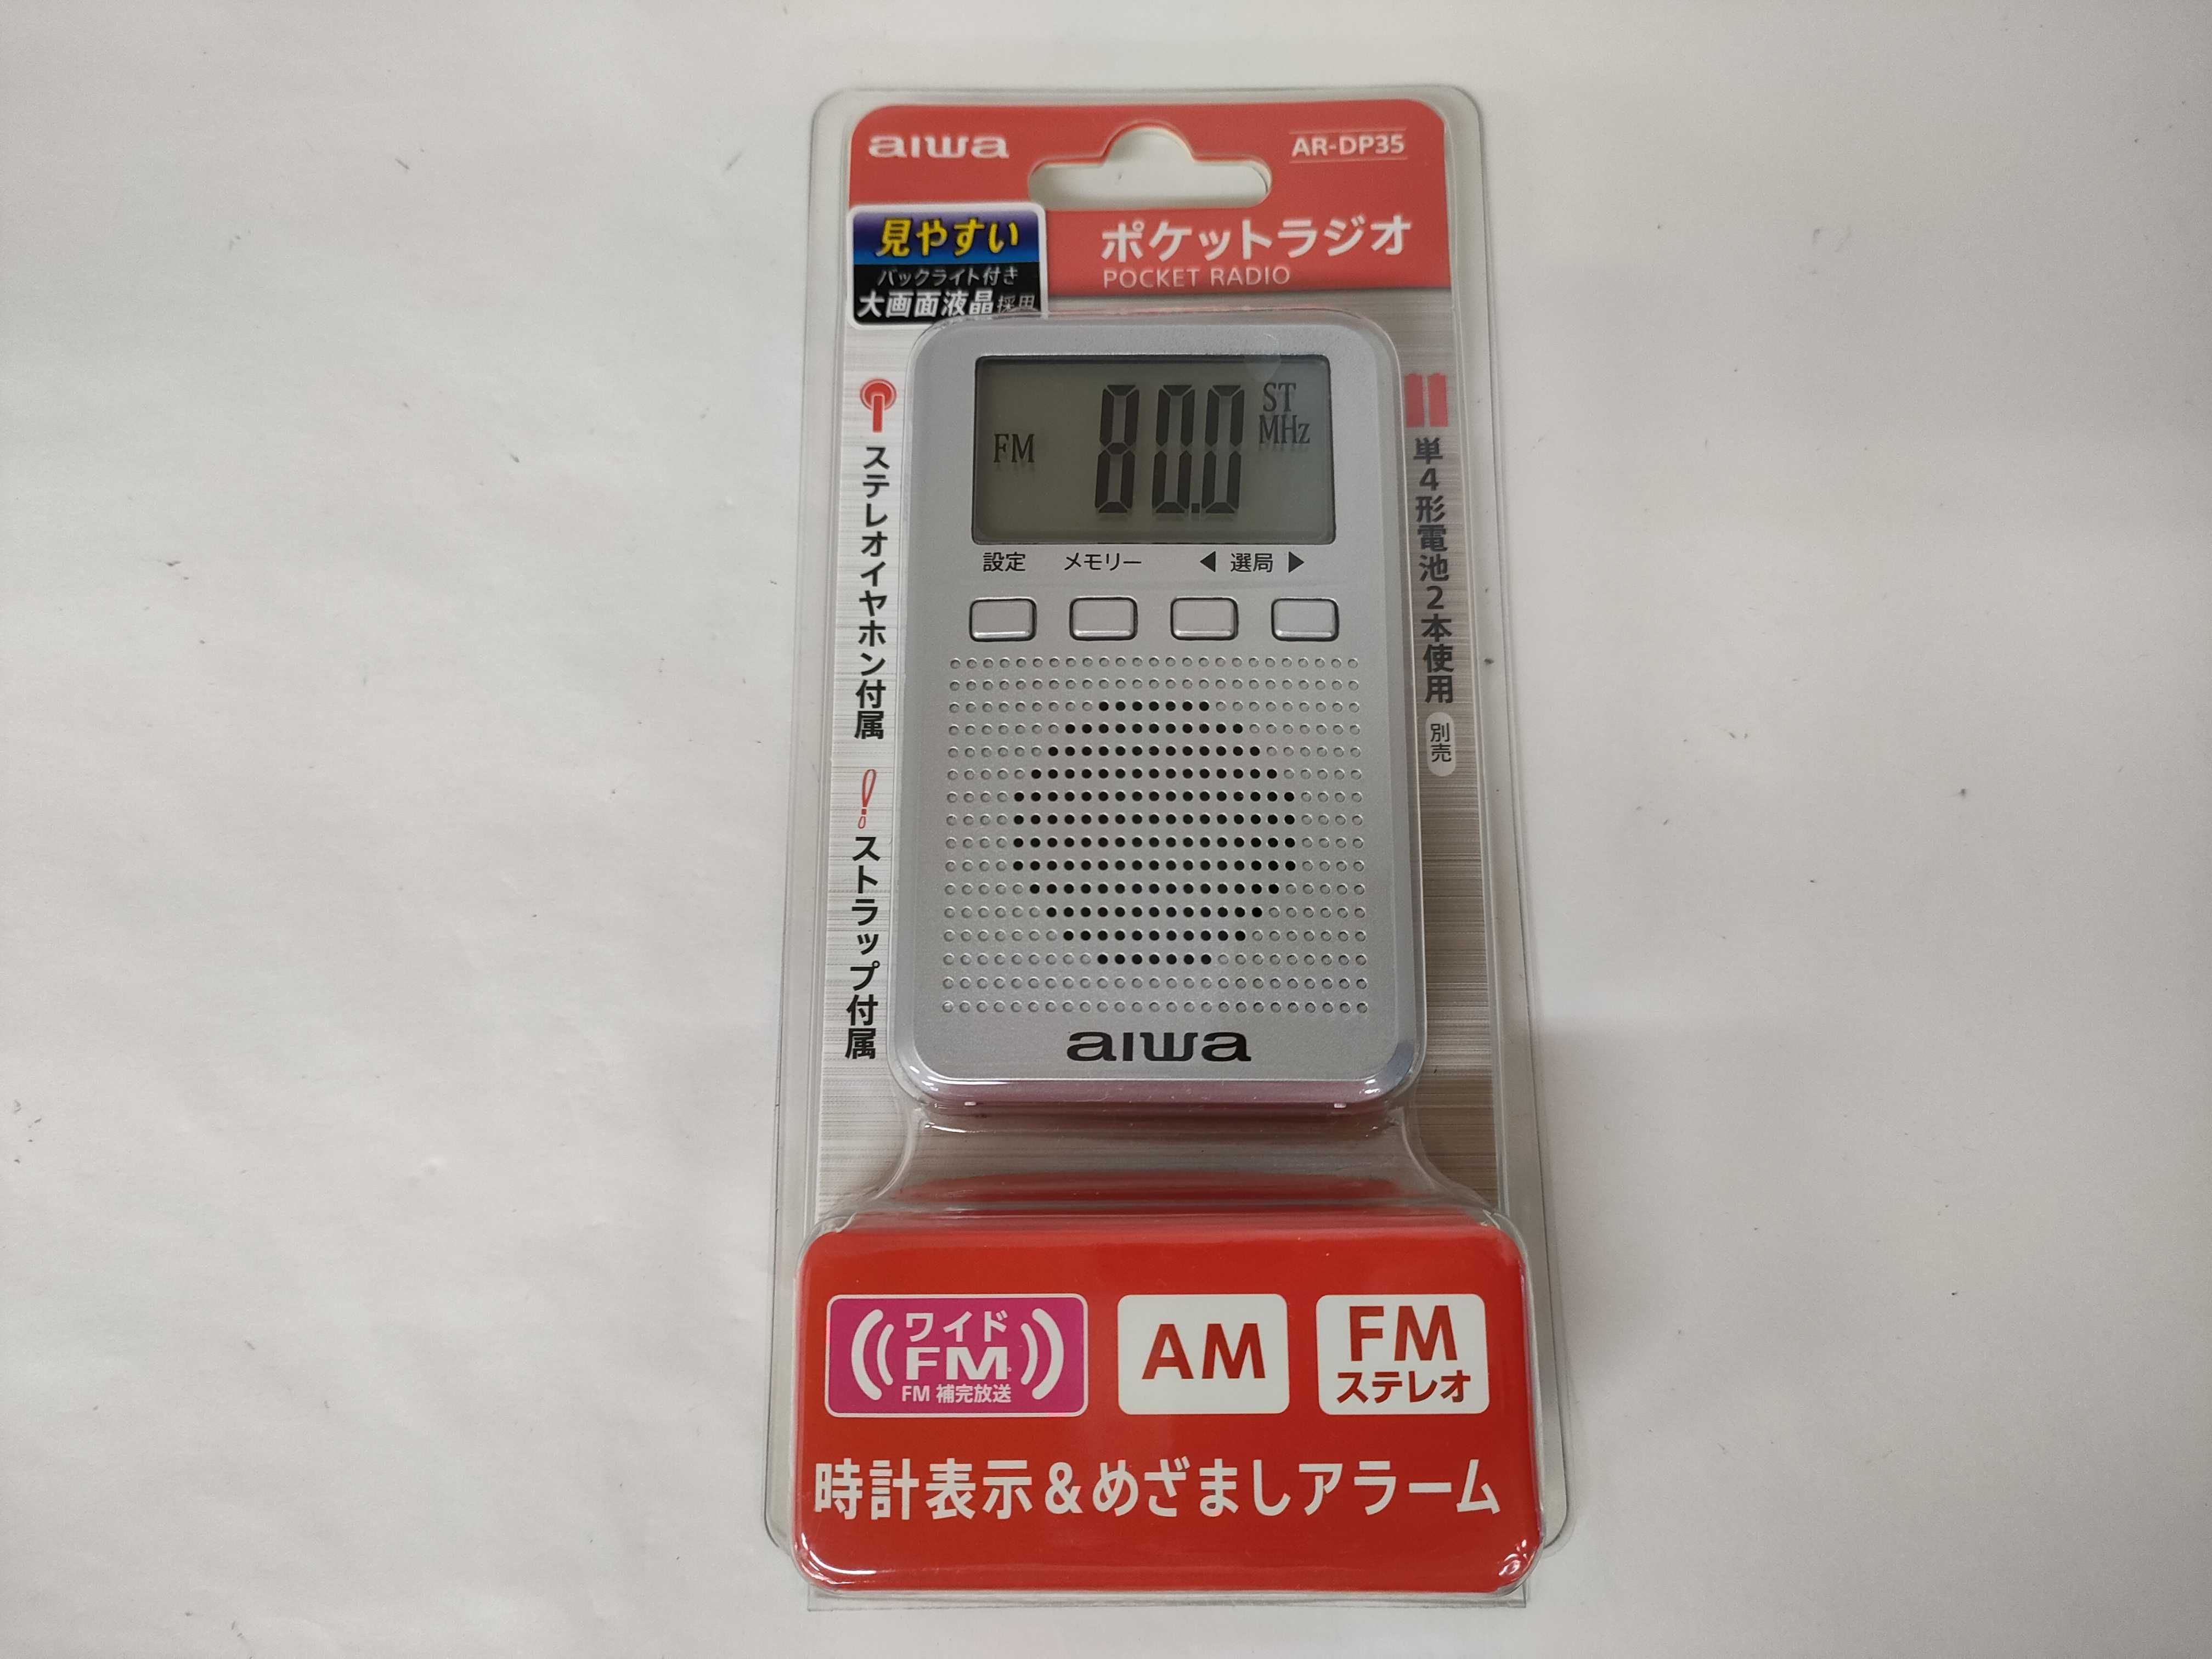 aiwa
AR-DP35
ポケットラジオ
POCKET RADIO
見やすい
バックライト付き
大画面液晶採用
ステレオイヤホン付属
ストラップ付属
単4形電池2本使用
別売
FM 80.0 ST MHz
設定 メモリー ◀ 選局 ▶
aiwa
ワイド
FM
FM 補完放送
AM
FM
ステレオ
時計表示&めざましアラーム